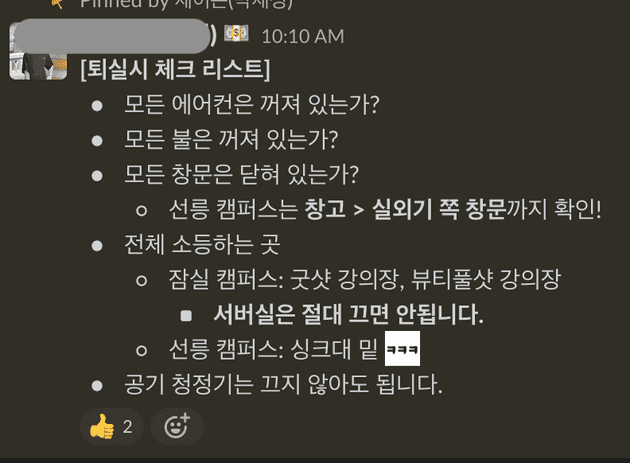 Pinned by 제이슨(
) 10:10 AM
[퇴실시 체크 리스트]
모든 에어컨은 꺼져 있는가?
모든 불은 꺼져 있는가?
모든 창문은 닫혀 있는가?
선릉 캠퍼스는 창고 > 실외기 쪽 창문까지 확인!
전체 소등하는 곳
잠실 캠퍼스: 굿샷 강의장, 뷰티풀샷 강의장
서버실은 절대 끄면 안됩니다.
선릉 캠퍼스: 싱크대 밑 ㅋㅋㅋ
공기 청정기는 끄지 않아도 됩니다.
2